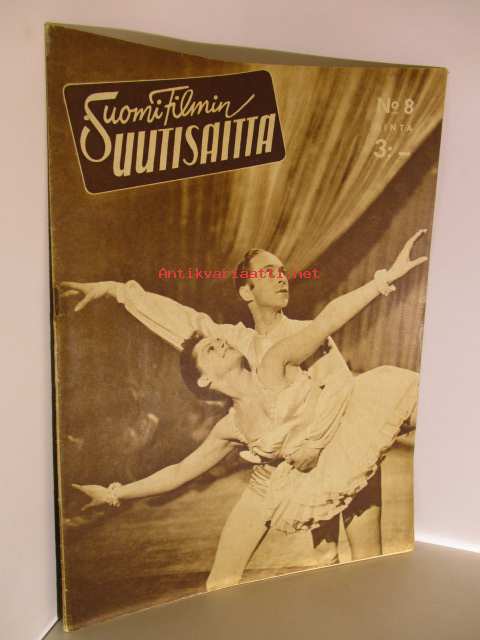 Suomi Filmin
UUTISAITTA
No 8
HINTA
3:—
Antikvariaatti.net